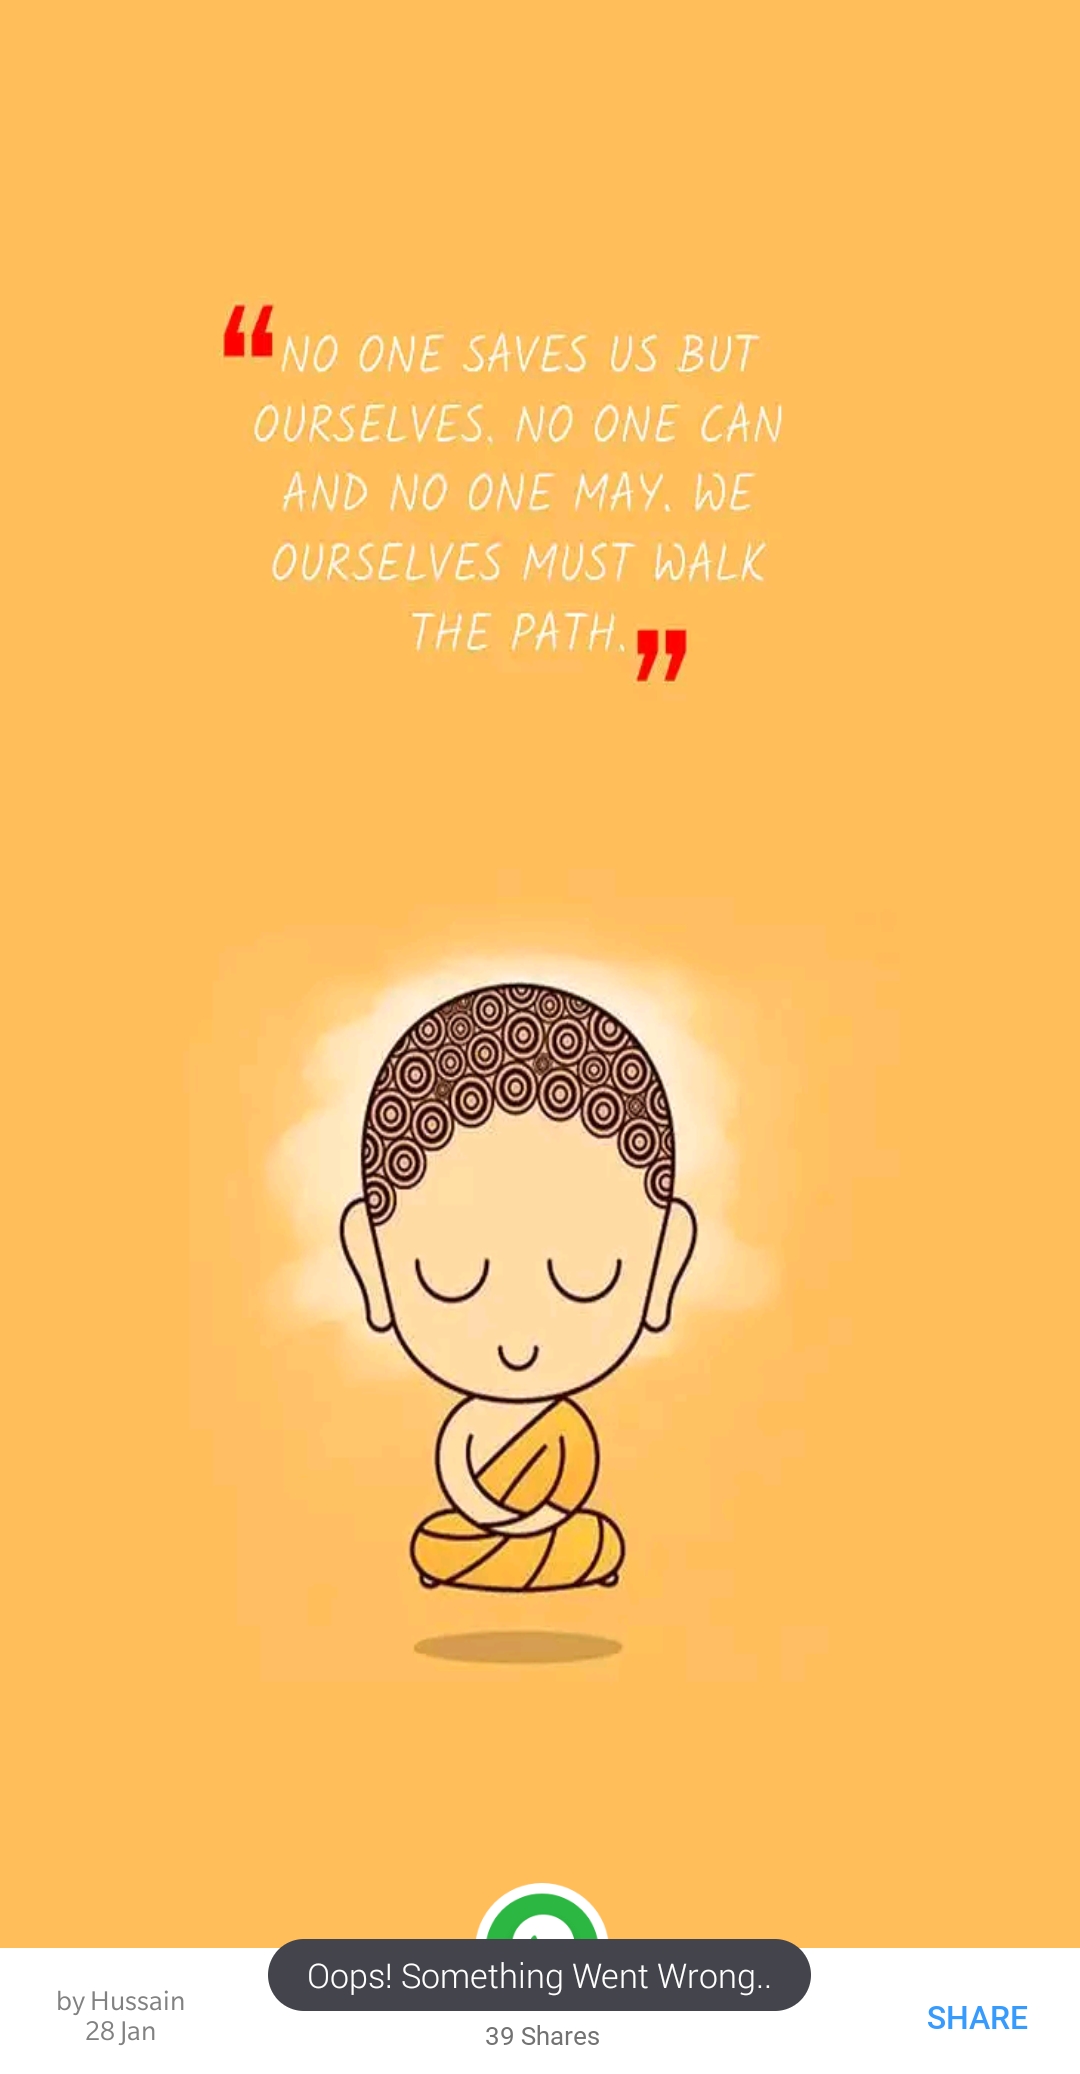 “NO ONE SAVES US BUT
OURSELVES. NO ONE CAN
AND NO ONE MAY. WE
OURSELVES MUST WALK
THE PATH.”
Oops! Something Went Wrong..
by Hussain
28 Jan
39 Shares
SHARE